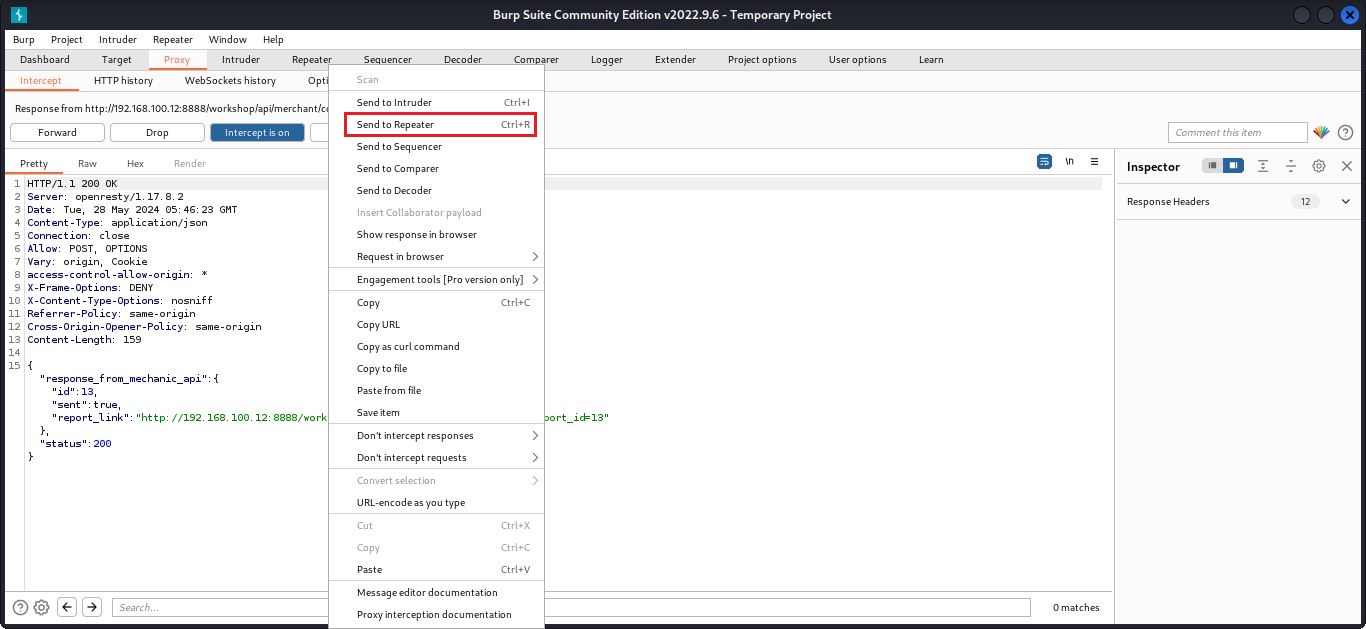 Burp Suite Community Edition v2022.9.6 - Temporary Project
Burp Project Intruder Repeater Window Help
Dashboard Target Proxy Intruder Repeater Sequencer Decoder Comparer Logger Extender Project options User options Learn
Intercept HTTP history WebSockets history Opti
Response from http://192.168.100.12:8888/workshop/api/merchant/co
Forward Drop Intercept is on
Comment this item
Pretty Raw Hex Render
\n
1 HTTP/1.1 200 OK
2 Server: openresty/1.17.8.2
3 Date: Tue, 28 May 2024 05:46:23 GMT
4 Content-Type: application/json
5 Connection: close
6 Allow: POST, OPTIONS
7 Vary: origin, Cookie
8 access-control-allow-origin: *
9 X-Frame-Options: DENY
10 X-Content-Type-Options: nosniff
11 Referrer-Policy: same-origin
12 Cross-Origin-Opener-Policy: same-origin
13 Content-Length: 159
14
15 {
"response_from_mechanic_api":{
"id":13,
"sent":true,
"report_link":"http://192.168.100.12:8888/work
port_id=13"
},
"status":200
}
Scan
Send to Intruder Ctrl+I
Send to Repeater Ctrl+R
Send to Sequencer
Send to Comparer
Send to Decoder
Insert Collaborator payload
Show response in browser
Request in browser
Engagement tools [Pro version only]
Copy Ctrl+C
Copy URL
Copy as curl command
Copy to file
Paste from file
Save item
Don't intercept responses
Don't intercept requests
Convert selection
URL-encode as you type
Cut Ctrl+X
Copy Ctrl+C
Paste Ctrl+V
Message editor documentation
Proxy interception documentation
Inspector
Response Headers 12
Search...
0 matches